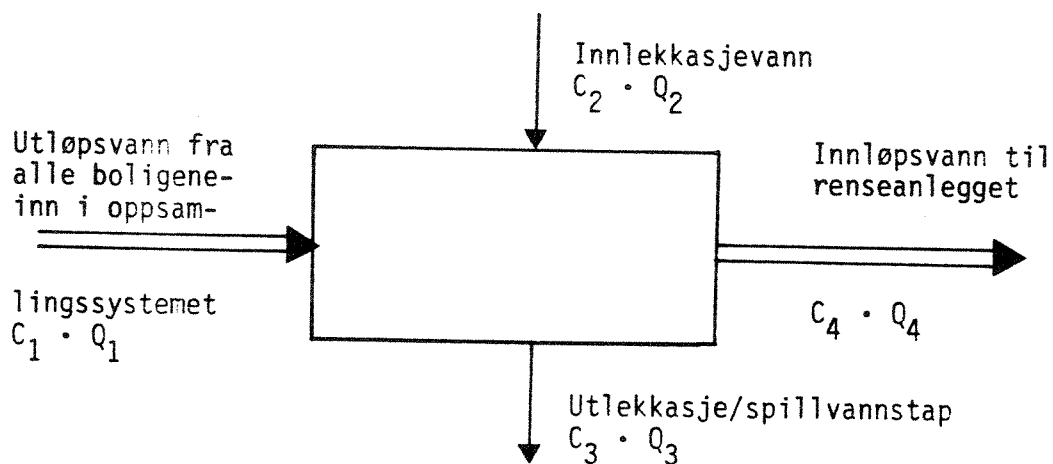 Innlekkasjevann
C₂ · Q₂
Utløpsvann fra
alle boligene-
inn i oppsam-
lingssystemet
C₁ · Q₁
Innløpsvann til
renseanlegget
C₄ · Q₄
Utlekkasje/spillvannstap
C₃ · Q₃